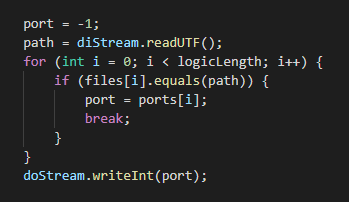 port = -1;
path = diStream.readUTF();
for (int i = 0; i < logicLength; i++) {
    if (files[i].equals(path)) {
        port = ports[i];
        break;
    }
}
doStream.writeInt(port);